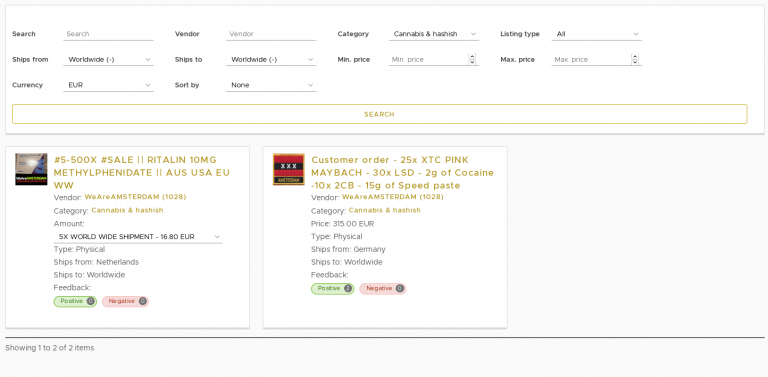 Search Search Vendor Vendor Category Cannabis & hashish Listing type All
Ships from Worldwide (-) Ships to Worldwide (-) Min. price Min. price Max. price Max. price
Currency EUR Sort by None
SEARCH
#5-500X #SALE || RITALIN 10MG
METHYLPHENIDATE || AUS USA EU
WW
Vendor: WeAreAMSTERDAM (1028)
Category: Cannabis & hashish
Amount:
5X WORLD WIDE SHIPMENT - 16.80 EUR
Type: Physical
Ships from: Netherlands
Ships to: Worldwide
Feedback:
Positive 0 Negative 0
XXX
AMSTERDAM
Customer order - 25x XTC PINK
MAYBACH - 30x LSD - 2g of Cocaine
-10x 2CB - 15g of Speed paste
Vendor: WeAreAMSTERDAM (1028)
Category: Cannabis & hashish
Price: 315.00 EUR
Type: Physical
Ships from: Germany
Ships to: Worldwide
Feedback:
Positive 2 Negative 0
Showing 1 to 2 of 2 items